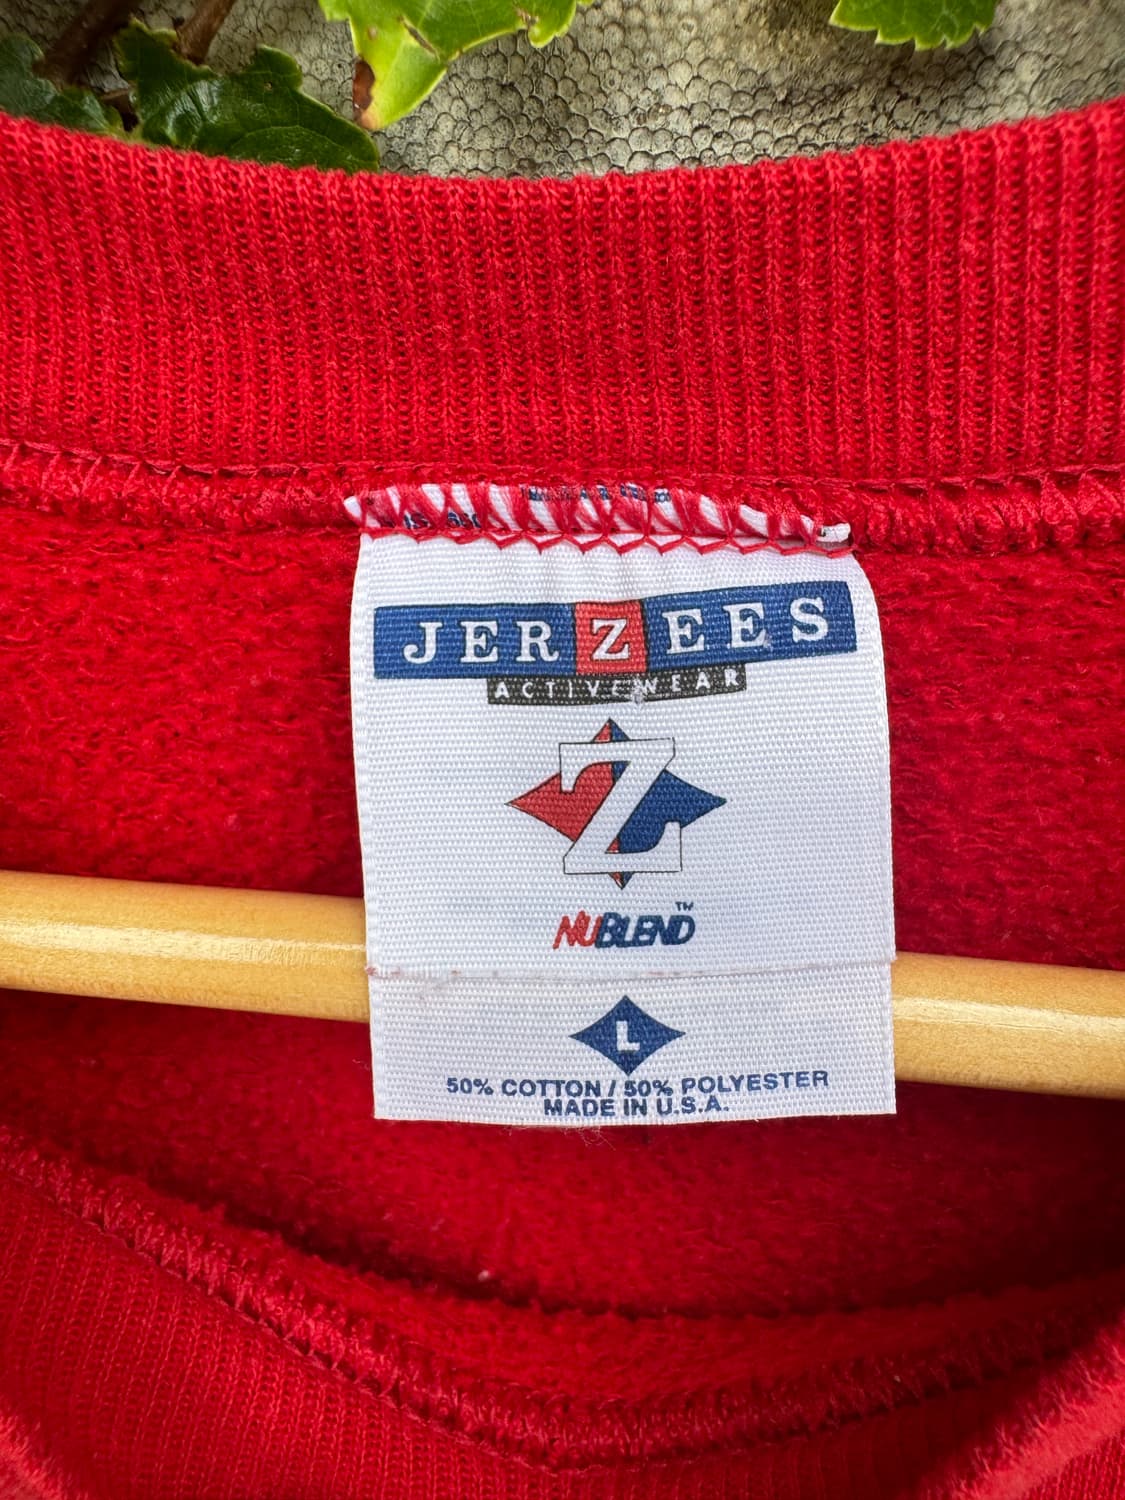 JERZEES
ACTIVEWEAR
Z
NUBLEND™
L
50% COTTON / 50% POLYESTER
MADE IN U.S.A.